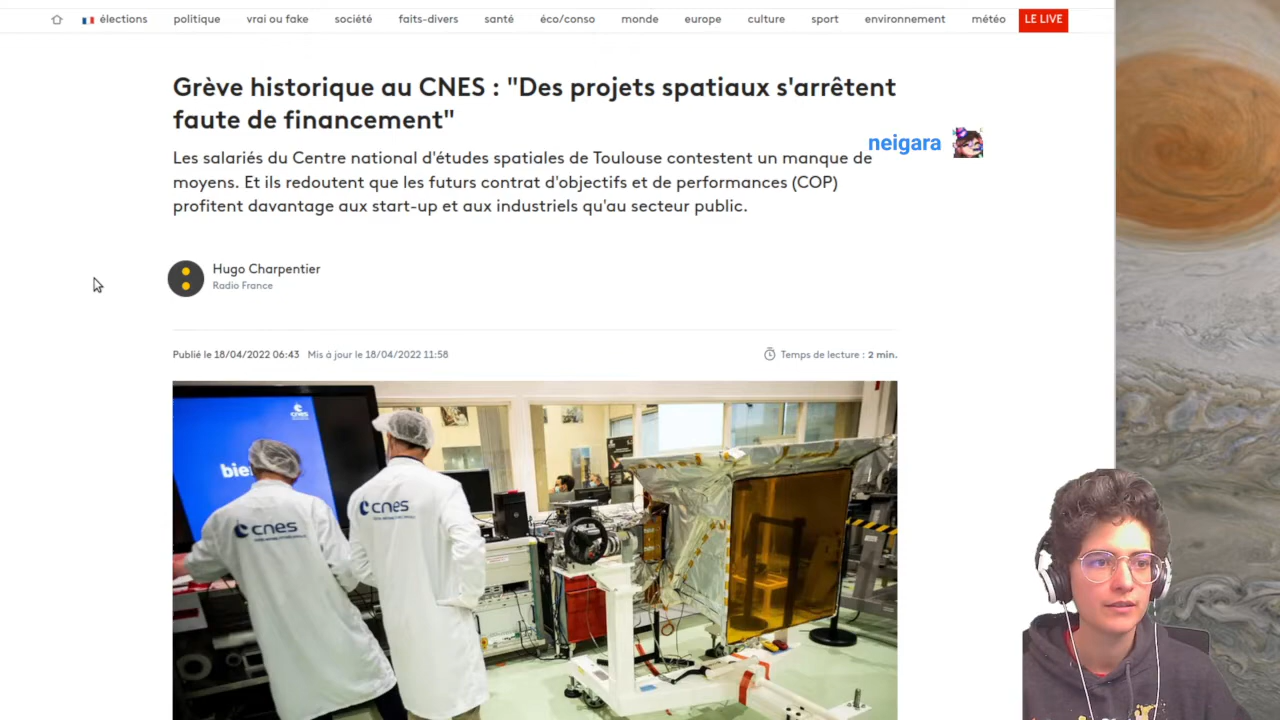 élections politique vrai ou fake société faits-divers santé éco/conso monde europe culture sport environnement météo LE LIVE
Grève historique au CNES : "Des projets spatiaux s'arrêtent
faute de financement"
neigara
Les salariés du Centre national d'études spatiales de Toulouse contestent un manque de
moyens. Et ils redoutent que les futurs contrat d'objectifs et de performances (COP)
profitent davantage aux start-up et aux industriels qu'au secteur public.
Hugo Charpentier
Radio France
Publié le 18/04/2022 06:43 Mis à jour le 18/04/2022 11:58 Temps de lecture : 2 min.
cnes
bie
cnes
cnes